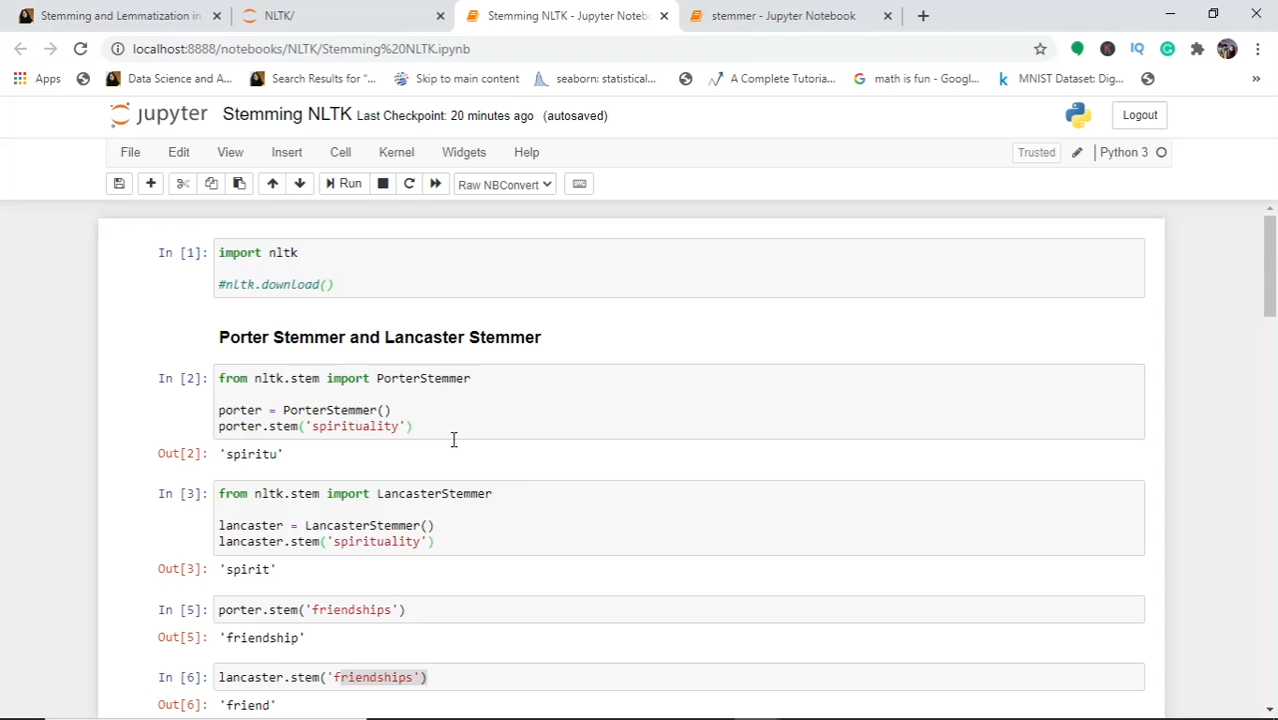 Stemming and Lemmatization in
NLTK/
Stemming NLTK - Jupyter Noteb
stemmer - Jupyter Notebook
localhost:8888/notebooks/NLTK/Stemming%20NLTK.ipynb
Apps
Data Science and A...
Search Results for "...
Skip to main content
seaborn: statistical...
A Complete Tutoria...
math is fun - Googl...
MNIST Dataset: Dig...
jupyter Stemming NLTK Last Checkpoint: 20 minutes ago (autosaved)
Logout
File Edit View Insert Cell Kernel Widgets Help
Trusted Python 3
Run Raw NBConvert
In [1]: import nltk
#nltk.download()
Porter Stemmer and Lancaster Stemmer
In [2]: from nltk.stem import PorterStemmer
porter = PorterStemmer()
porter.stem('spirituality')
Out[2]: 'spiritu'
In [3]: from nltk.stem import LancasterStemmer
lancaster = LancasterStemmer()
lancaster.stem('spirituality')
Out[3]: 'spirit'
In [5]: porter.stem('friendships')
Out[5]: 'friendship'
In [6]: lancaster.stem('friendships')
Out[6]: 'friend'